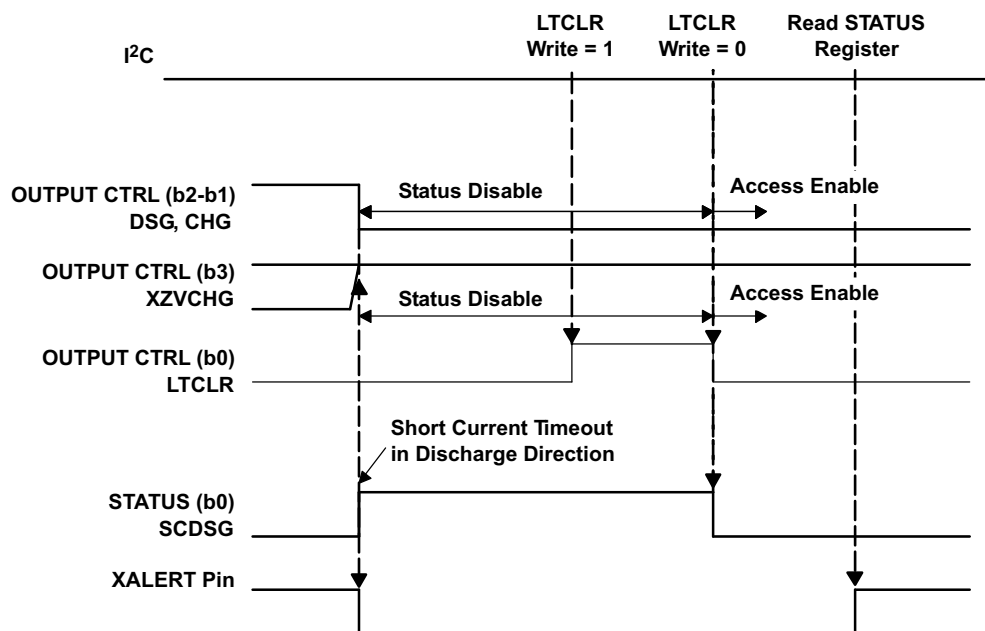 LTCLR
Write = 1
LTCLR
Write = 0
Read STATUS
Register
I²C
OUTPUT CTRL (b2-b1)
DSG, CHG
Status Disable
Access Enable
OUTPUT CTRL (b3)
XZVCHG
Status Disable
Access Enable
OUTPUT CTRL (b0)
LTCLR
Short Current Timeout
in Discharge Direction
STATUS (b0)
SCDSG
XALERT Pin